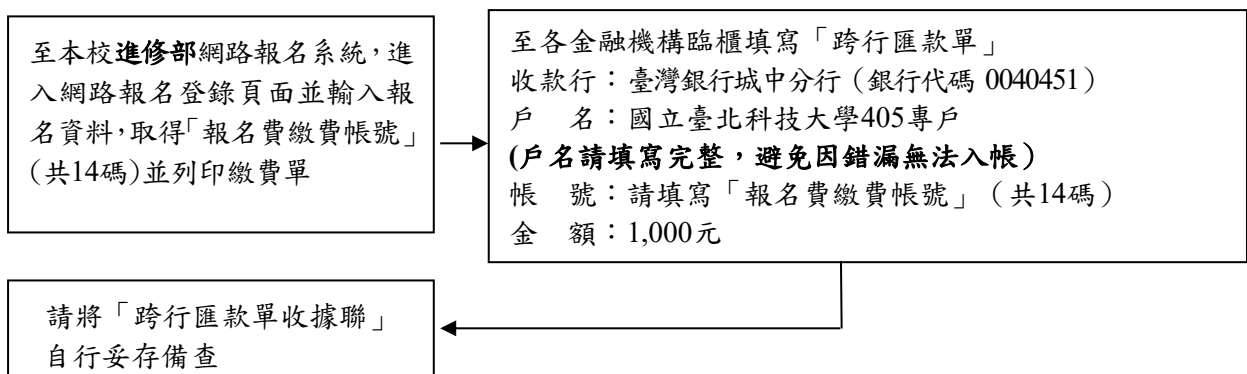 至本校進修部網路報名系統，進
入網路報名登錄頁面並輸入報
名資料，取得「報名費繳費帳號」
(共14碼)並列印繳費單
至各金融機構臨櫃填寫「跨行匯款單」
收款行：臺灣銀行城中分行（銀行代碼 0040451）
戶　名：國立臺北科技大學405專戶
(戶名請填寫完整，避免因錯漏無法入帳）
帳　號：請填寫「報名費繳費帳號」（共14碼）
金　額：1,000元
請將「跨行匯款單收據聯」
自行妥存備查